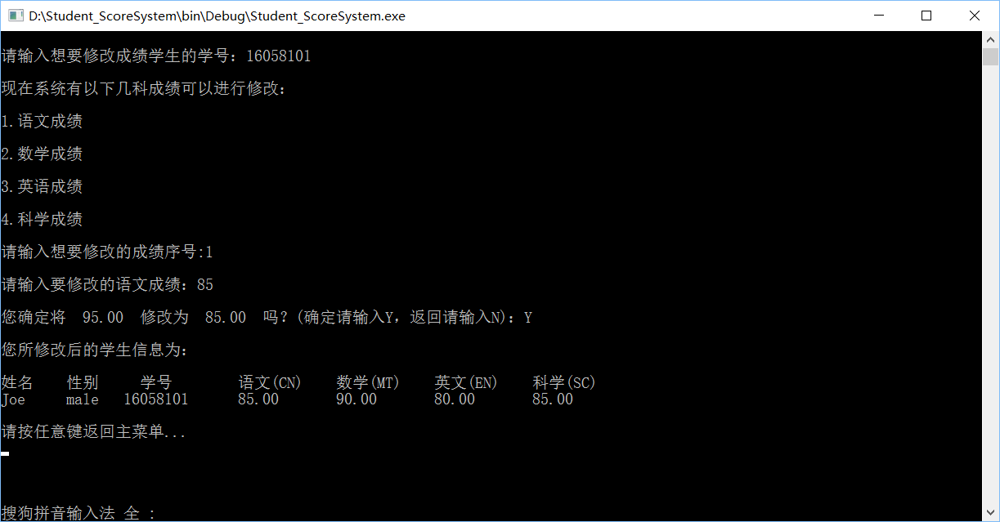 D:\Student_ScoreSystem\bin\Debug\Student_ScoreSystem.exe
请输入想要修改成绩学生的学号：16058101
现在系统有以下几科成绩可以进行修改：
1.语文成绩
2.数学成绩
3.英语成绩
4.科学成绩
请输入想要修改的成绩序号:1
请输入要修改的语文成绩：85
您确定将  95.00  修改为  85.00  吗？(确定请输入Y，返回请输入N)：Y
您所修改后的学生信息为：
姓名    性别     学号        语文(CN)    数学(MT)    英文(EN)    科学(SC)
Joe     male   16058101      85.00       90.00       80.00       85.00
请按任意键返回主菜单...
搜狗拼音输入法 全 :